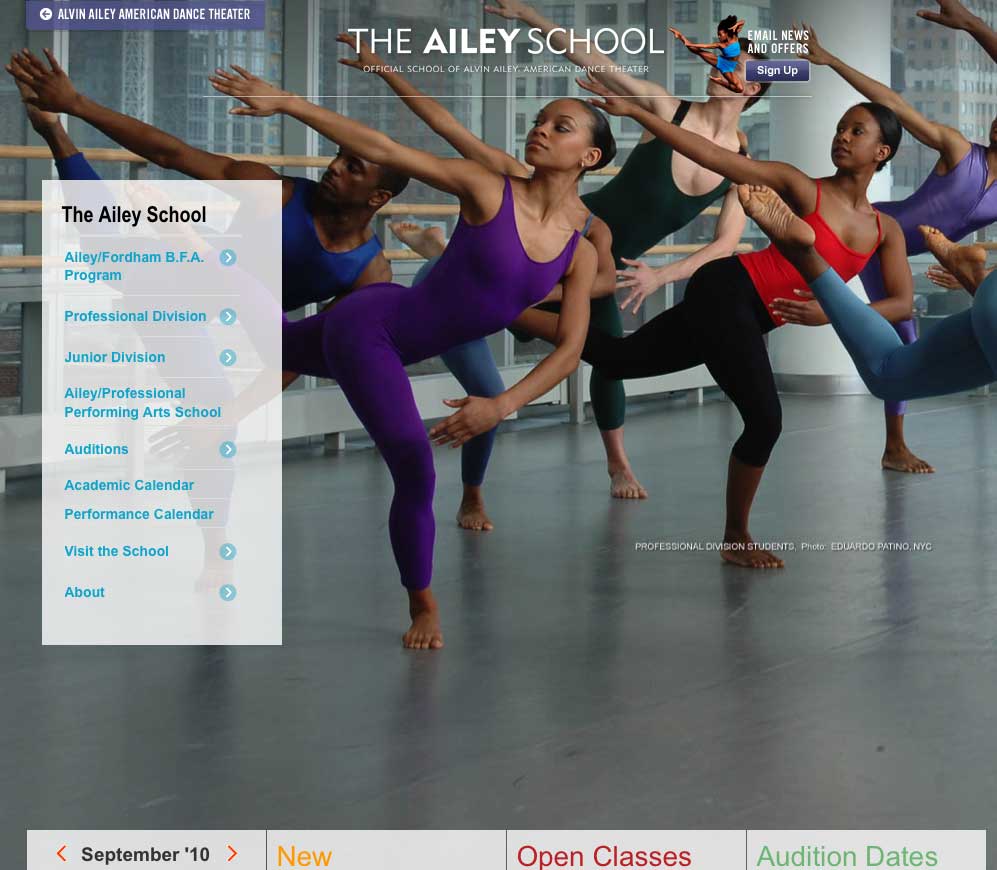 ALVIN AILEY AMERICAN DANCE THEATER
THE AILEY SCHOOL
OFFICIAL SCHOOL OF ALVIN AILEY AMERICAN DANCE THEATER
EMAIL NEWS
AND OFFERS
Sign Up
The Ailey School
Ailey/Fordham B.F.A.
Program
Professional Division
Junior Division
Ailey/Professional
Performing Arts School
Auditions
Academic Calendar
Performance Calendar
Visit the School
About
PROFESSIONAL DIVISION STUDENTS, Photo: EDUARDO PATINO, NYC
September '10
New
Open Classes
Audition Dates